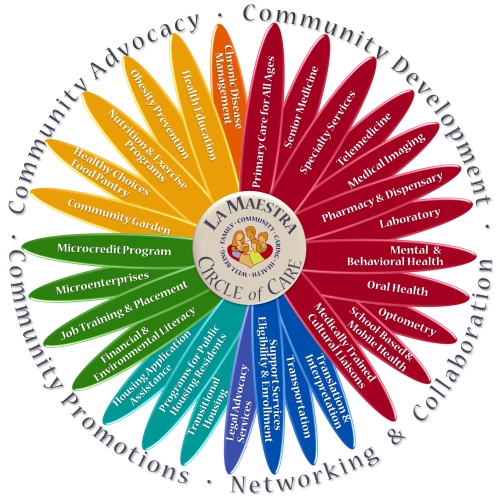 Community Advocacy · Community Development ·
Networking & Collaboration · Community Promotions ·
LA MAESTRA
CIRCLE of CARE
FAMILY · COMMUNITY · CARING · HEALTH · WELL-BEING ·
Primary Care for All Ages
Senior Medicine
Specialty Services
Telemedicine
Medical Imaging
Pharmacy & Dispensary
Laboratory
Mental &
Behavioral Health
Oral Health
Optometry
School Based &
Mobile Health
Medically Trained
Cultural Liaisons
Translation &
Interpretation
Transportation
Support Services
Eligibility & Enrollment
Legal Advocacy
Services
Transitional
Housing
Programs for Public
Housing Residents
Housing Application
Assistance
Financial &
Environmental Literacy
Job Training & Placement
Microenterprises
Microcredit Program
Community Garden
Healthy Choices
Food Pantry
Nutrition & Exercise
Programs
Obesity Prevention
Health Education
Chronic Disease
Management